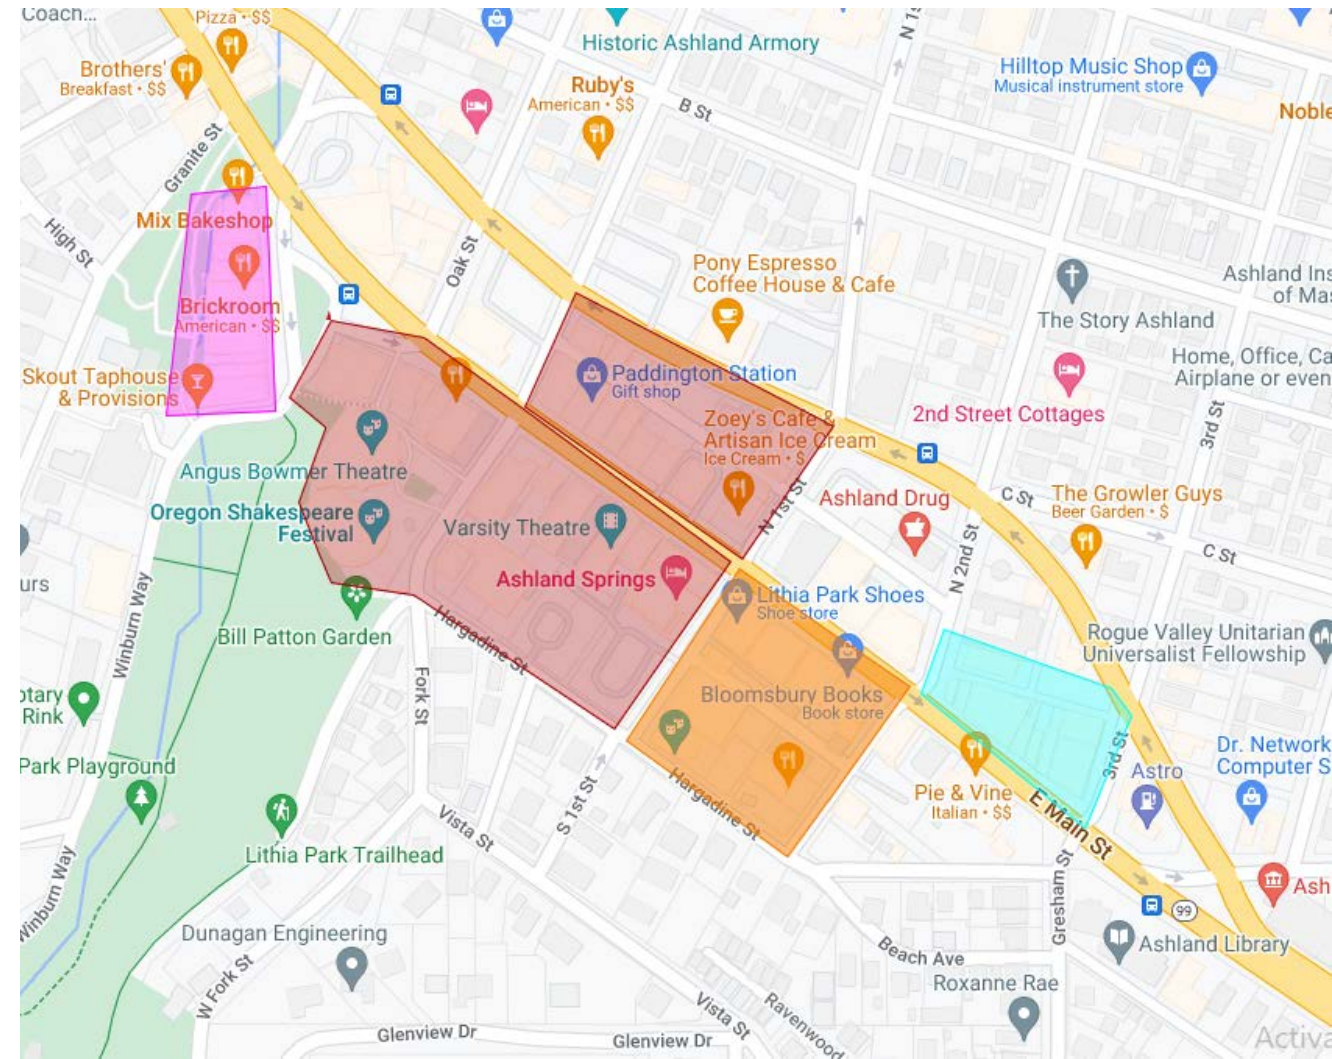 Coach...
Pizza • $$
Historic Ashland Armory
Brothers'
Breakfast • $$
Ruby's
American • $$
B St
Hilltop Music Shop
Musical instrument store
Noble
Granite St
Mix Bakeshop
High St
Oak St
Pony Espresso
Coffee House & Cafe
The Story Ashland
Brickroom
American • $$
Skout Taphouse
& Provisions
Paddington Station
Gift shop
Zoey's Cafe &
Artisan Ice Cream
Ice Cream • $
2nd Street Cottages
Home, Office, Ca
Airplane or even
3rd St
Angus Bowmer Theatre
Oregon Shakespeare
Festival
Varsity Theatre
Ashland Springs
N 1st St
Ashland Drug
C St
The Growler Guys
Beer Garden • $
C St
N 2nd St
Lithia Park Shoes
Shoe store
Rogue Valley Unitarian
Universalist Fellowship
Winburn Way
Bill Patton Garden
Hargadine St
Fork St
Bloomsbury Books
Book store
Rink
Park Playground
3rd St
Astro
Dr. Network
Computer S
Pie & Vine
Italian • $$
E Main St
Hargadine St
S 1st St
Vista St
Lithia Park Trailhead
Winburn Way
Gresham St
99
Ash
Ashland Library
Dunagan Engineering
W Fork St
Beach Ave
Roxanne Rae
Vista St
Ravenwood
Glenview Dr
Glenview Dr
Activa